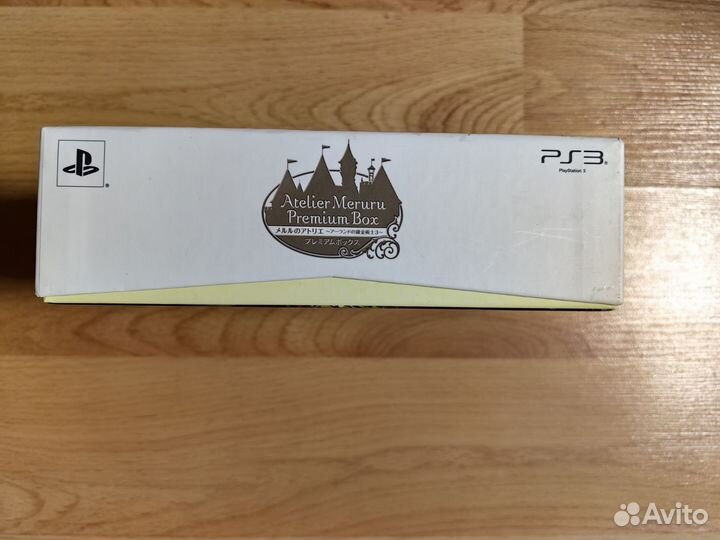 Atelier Meruru
Premium Box
メルルのアトリエ ~アーランドの錬金術士3~
プレミアムボックス
PS3®
PlayStation 3
®
Avito